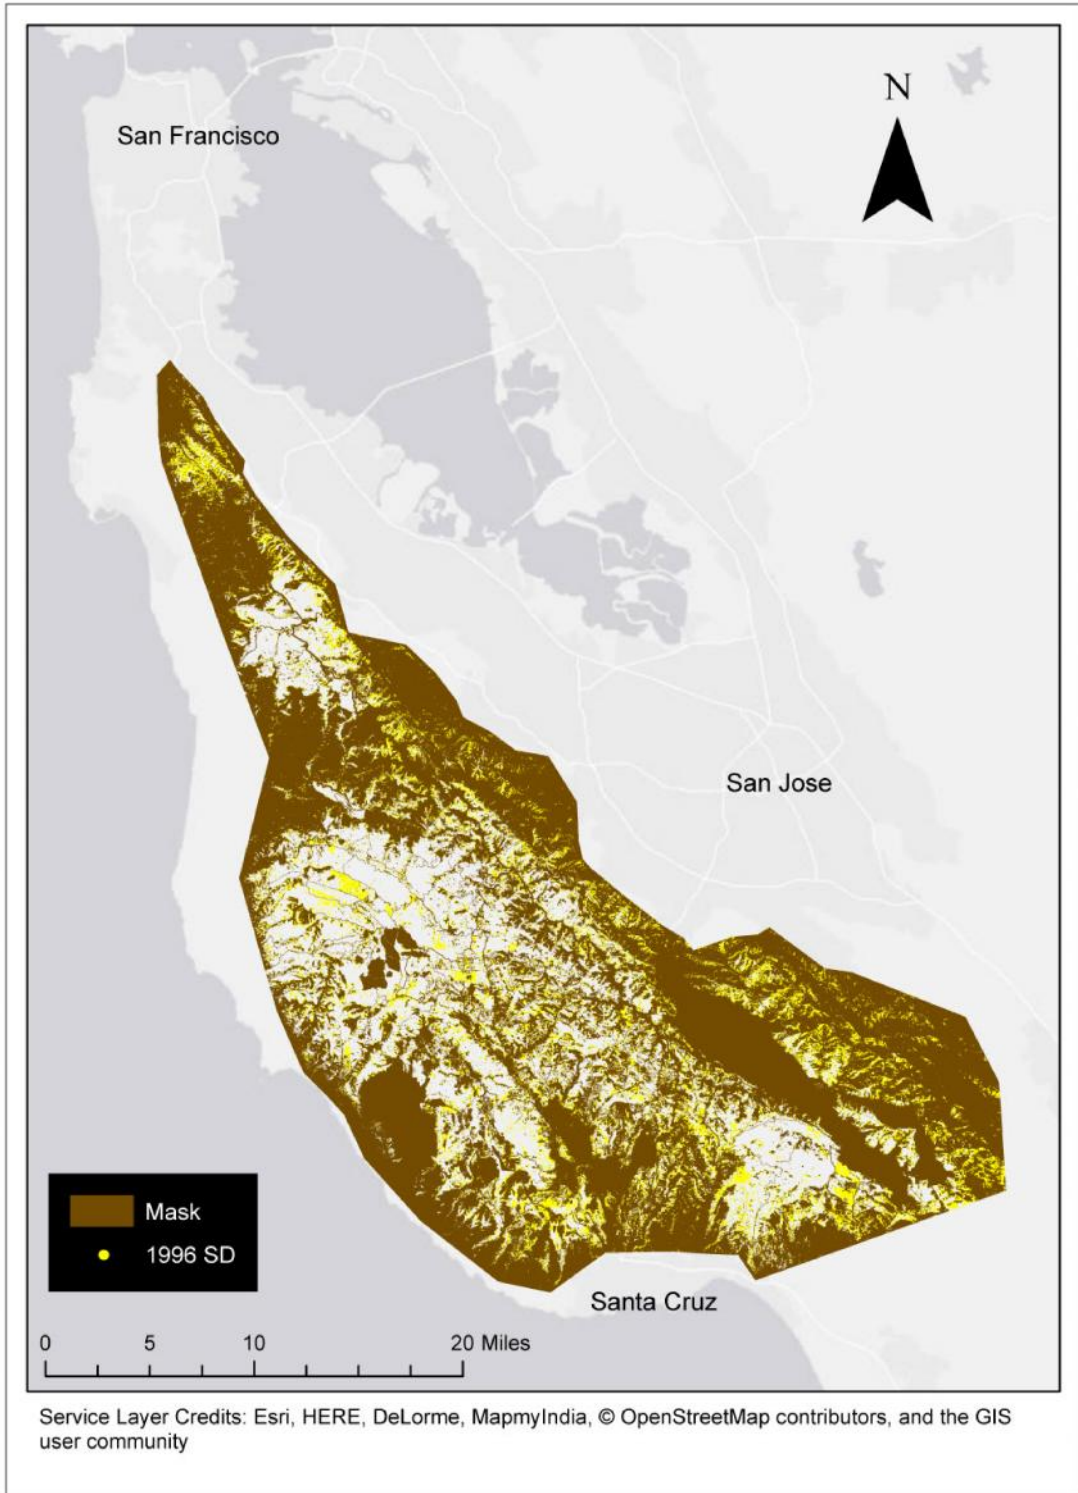 N
San Francisco
San Jose
Mask
1996 SD
Santa Cruz
0 5 10 20 Miles
Service Layer Credits: Esri, HERE, DeLorme, MapmyIndia, © OpenStreetMap contributors, and the GIS
user community